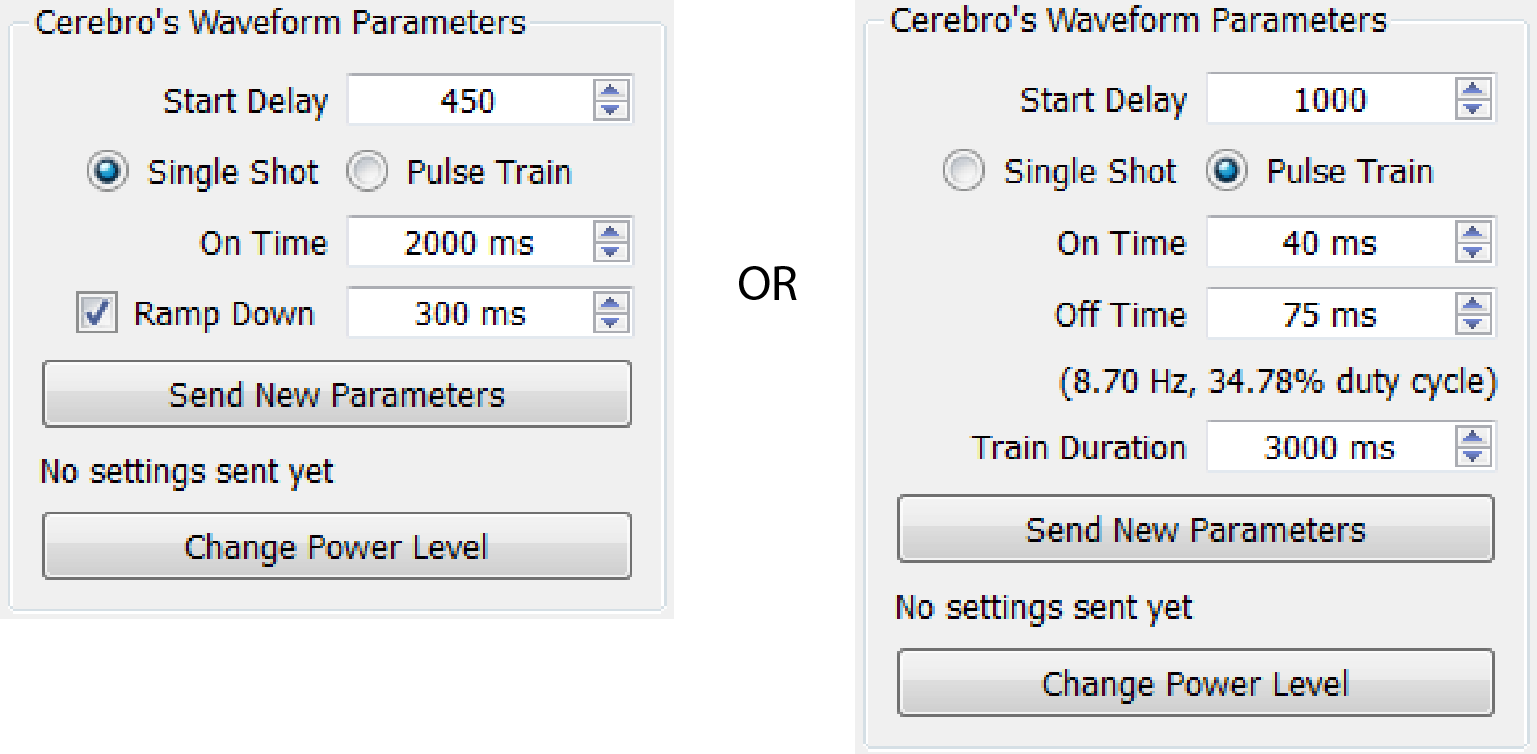 Cerebro's Waveform Parameters
Start Delay 450
Single Shot Pulse Train
On Time 2000 ms
Ramp Down 300 ms
Send New Parameters
No settings sent yet
Change Power Level
OR
Cerebro's Waveform Parameters
Start Delay 1000
Single Shot Pulse Train
On Time 40 ms
Off Time 75 ms
(8.70 Hz, 34.78% duty cycle)
Train Duration 3000 ms
Send New Parameters
No settings sent yet
Change Power Level